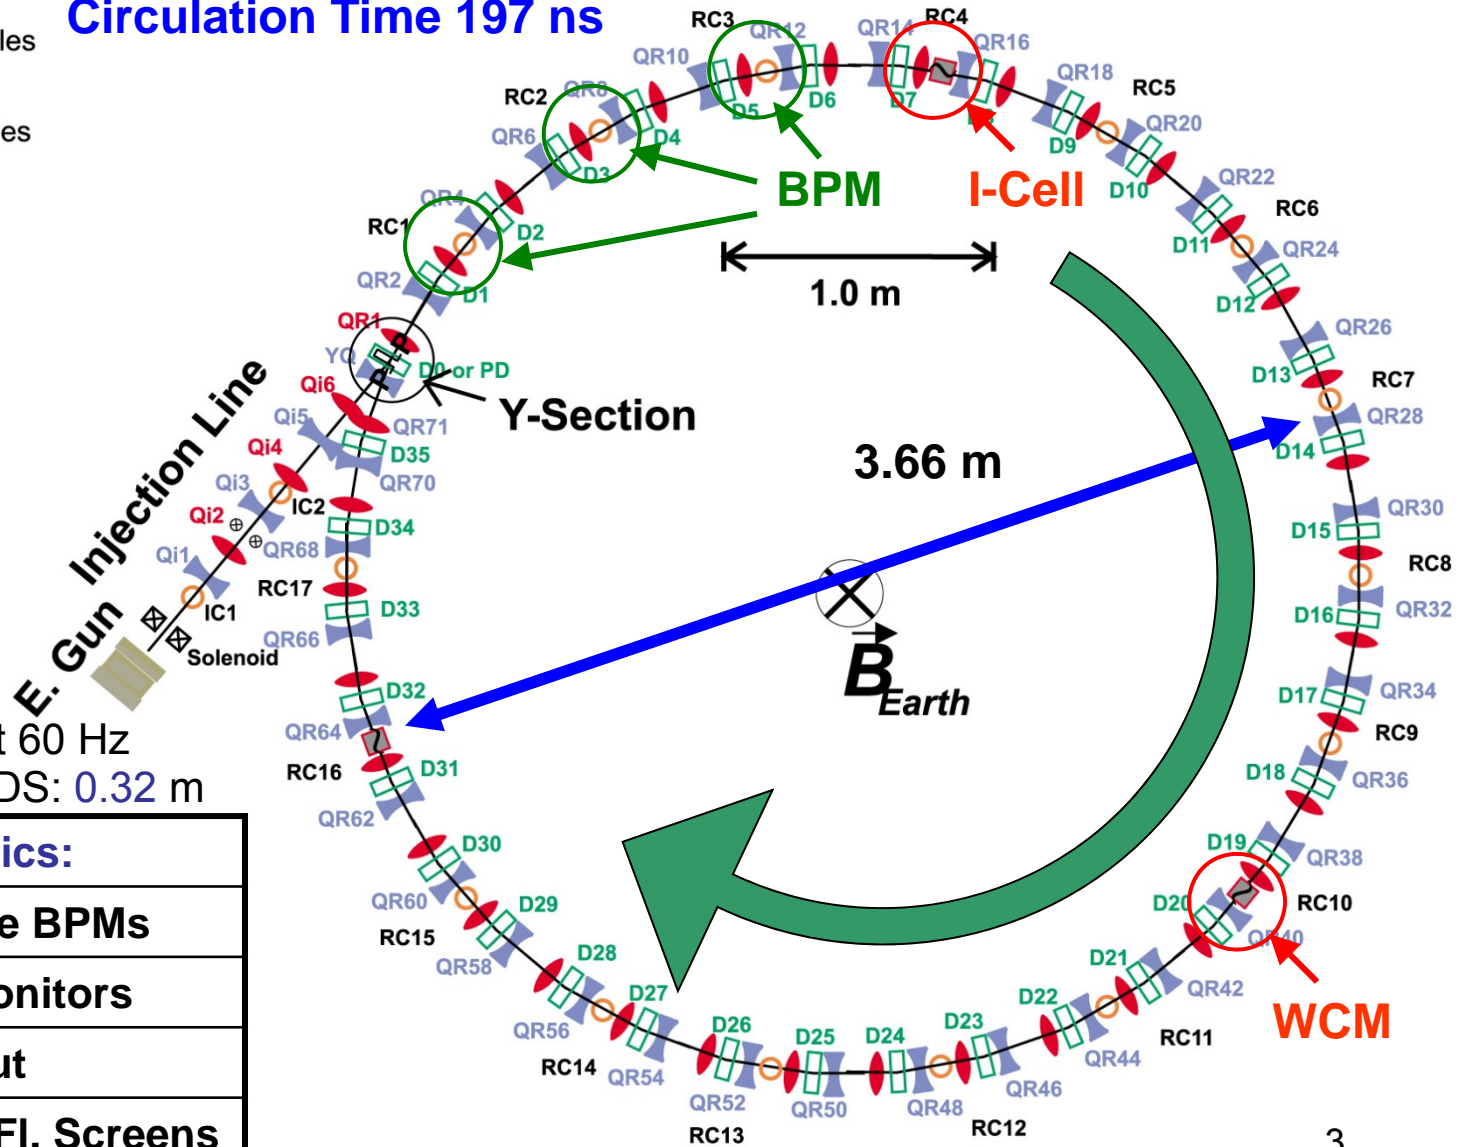 Circulation Time 197 ns
les
es
RC3
QR12
QR14
RC4
QR10
QR16
QR18
RC2
QR8
D5
D6
D7
D8
RC5
QR6
D4
D9
QR20
D3
BPM
I-Cell
D10
QR22
QR4
RC6
RC1
D2
D11
QR24
QR2
D1
1.0 m
D12
QR1
QR26
YQ
P-H-P
D0 or PD
D13
RC7
Qi6
Y-Section
QR28
Qi5
QR71
D14
Injection Line
Qi4
D35
3.66 m
Qi3
QR70
IC2
QR30
Qi2
D34
D15
Qi1
QR68
RC8
RC17
IC1
D33
D16
QR32
QR66
Solenoid
E. Gun
B
Earth
D32
D17
QR34
QR64
RC9
t 60 Hz
RC16
D31
D18
QR36
DS: 0.32 m
QR62
D30
D19
QR38
ics:
QR60
D29
D20
RC10
e BPMs
RC15
QR40
QR58
D28
D21
onitors
D27
D22
QR42
QR56
D26
D25
D24
D23
WCM
RC14
RC11
ut
QR54
QR44
QR52
QR50
QR48
QR46
Fl. Screens
RC13
RC12
3